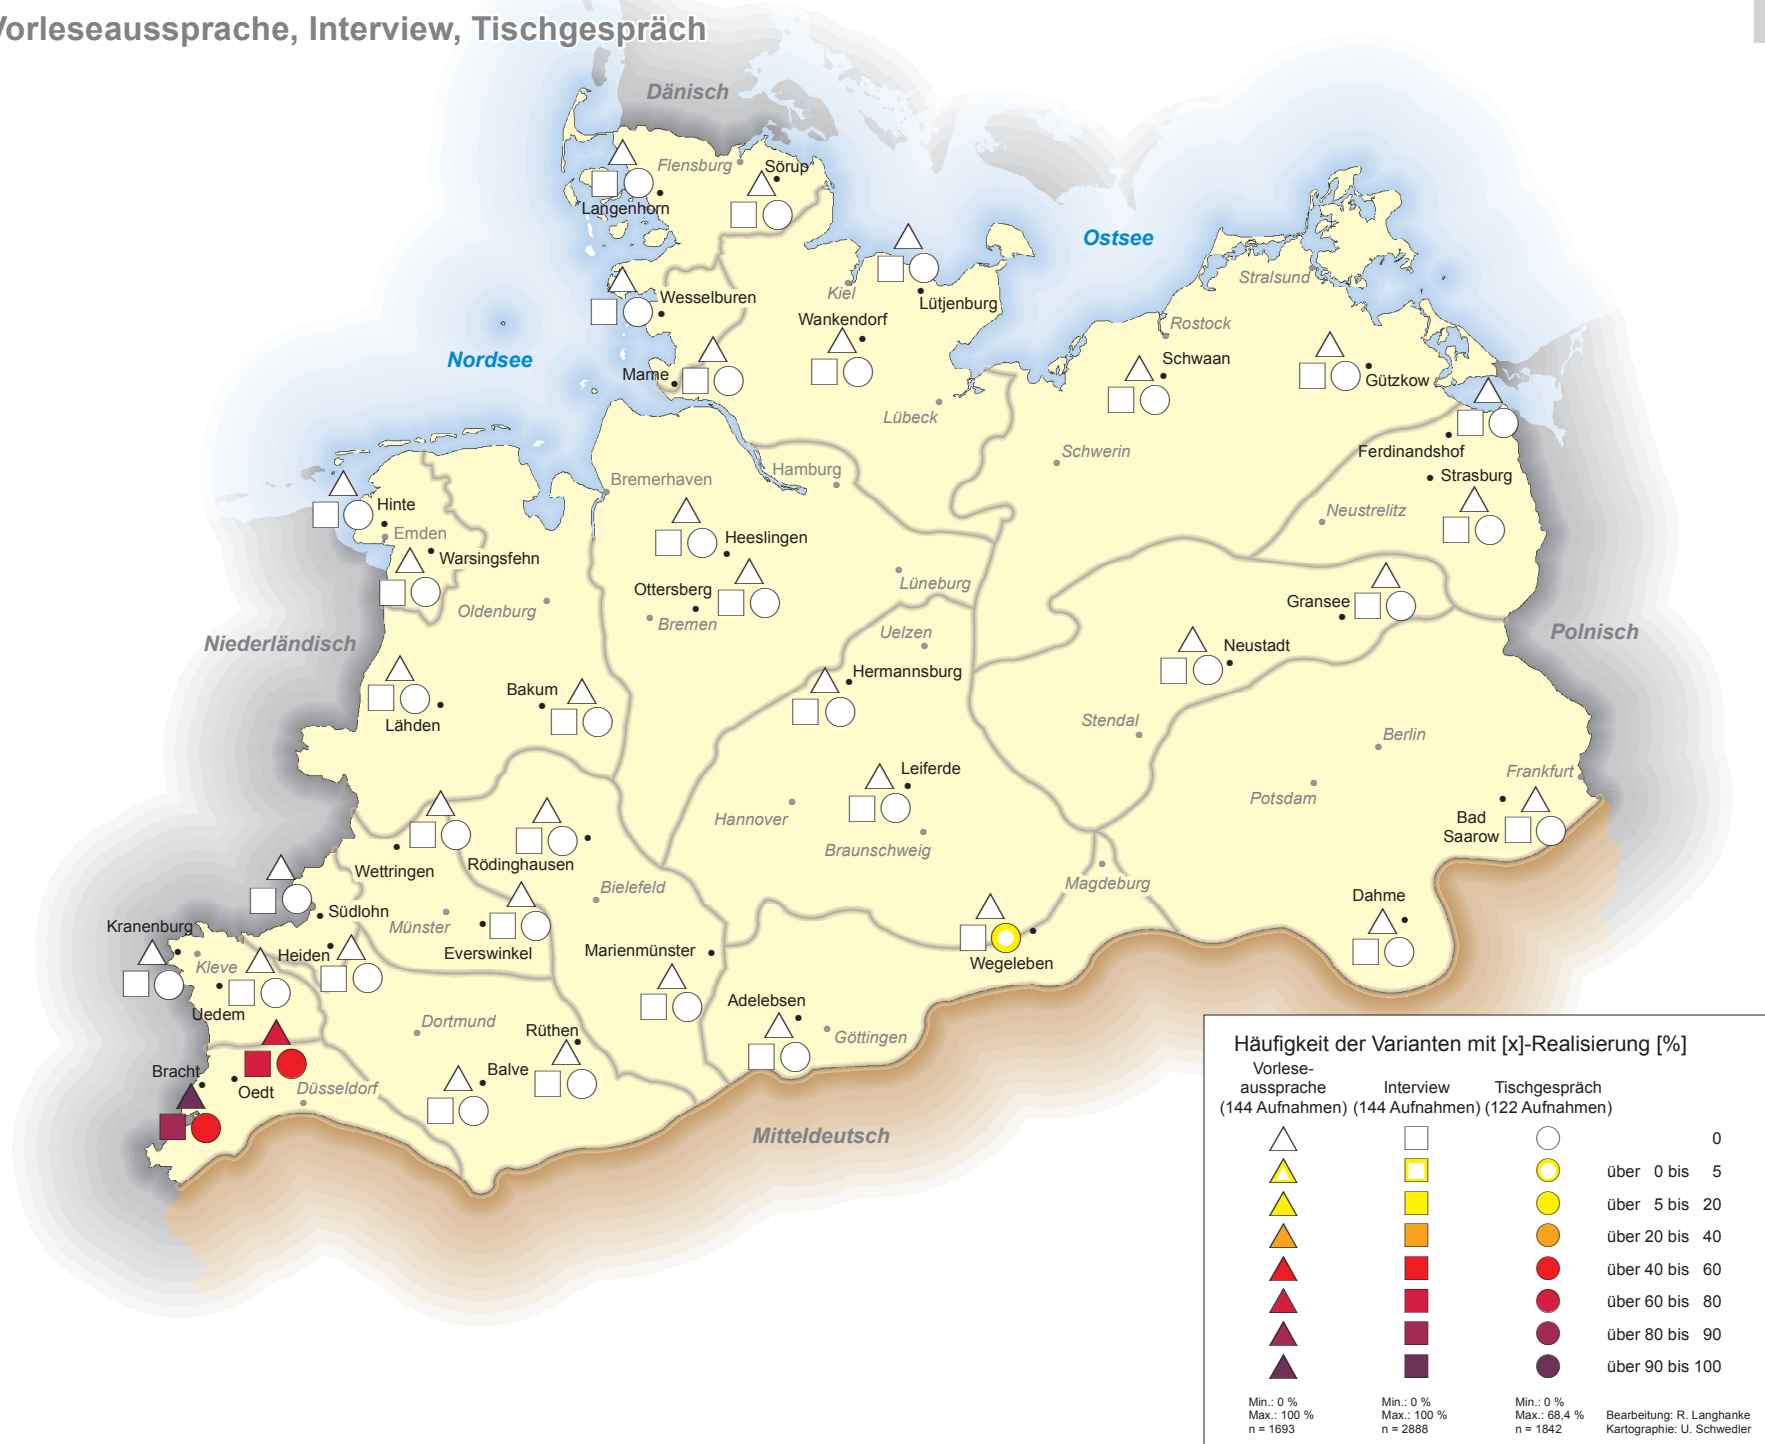 Vorleseaussprache, Interview, Tischgespräch
Dänisch
Flensburg
Sörup
Langenhorn
Ostsee
Stralsund
Kiel
Lütjenburg
Wesselburen
Wankendorf
Rostock
Nordsee
Schwaan
Marne
Gützkow
Lübeck
Schwerin
Ferdinandshof
Hamburg
Bremerhaven
Strasburg
Hinte
Neustrelitz
Emden
Heeslingen
Warsingsfehn
Lüneburg
Ottersberg
Gransee
Oldenburg
Bremen
Uelzen
Polnisch
Niederländisch
Neustadt
Hermannsburg
Bakum
Lähden
Stendal
Berlin
Leiferde
Frankfurt
Potsdam
Hannover
Bad
Saarow
Braunschweig
Rödinghausen
Wettringen
Magdeburg
Bielefeld
Dahme
Südlohn
Kranenburg
Münster
Everswinkel
Heiden
Marienmünster
Wegeleben
Kleve
Adelebsen
Uedem
Dortmund
Rüthen
Göttingen
Bracht
Balve
Oedt
Düsseldorf
Mitteldeutsch
Häufigkeit der Varianten mit [x]-Realisierung [%]
Vorlese-
aussprache Interview Tischgespräch
(144 Aufnahmen) (144 Aufnahmen) (122 Aufnahmen)
0
über 0 bis 5
über 5 bis 20
über 20 bis 40
über 40 bis 60
über 60 bis 80
über 80 bis 90
über 90 bis 100
Min.: 0 % Min.: 0 % Min.: 0 %
Max.: 100 % Max.: 100 % Max.: 68,4 % Bearbeitung: R. Langhanke
n = 1693 n = 2888 n = 1842 Kartographie: U. Schwedler